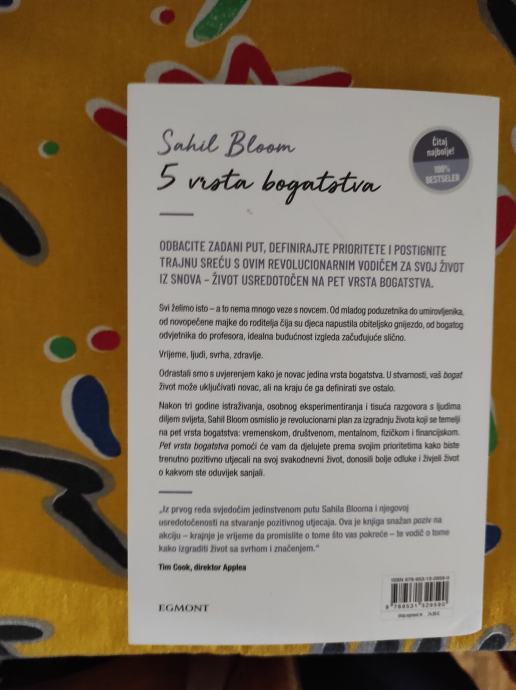 Sahil Bloom
5 vrsta bogatstva
Čitaj
najbolje!
100%
BESTSELER
ODBACITE ZADANI PUT, DEFINIRAJTE PRIORITETE I POSTIGNITE
TRAJNU SREĆU S OVIM REVOLUCIONARNIM VODIČEM ZA SVOJ ŽIVOT
IZ SNOVA – ŽIVOT USREDOTOČEN NA PET VRSTA BOGATSTVA.
Svi želimo isto – a to nema mnogo veze s novcem. Od mladog poduzetnika do umirovljenika,
od novopečene majke do roditelja čija su djeca napustila obiteljsko gnijezdo, od bogatog
odvjetnika do profesora, idealna budućnost izgleda začuđujuće slično.
Vrijeme, ljudi, svrha, zdravlje.
Odrastali smo s uvjerenjem kako je novac jedina vrsta bogatstva. U stvarnosti, vaš bogat
život može uključivati novac, ali na kraju će ga definirati sve ostalo.
Nakon tri godine istraživanja, osobnog eksperimentiranja i tisuća razgovora s ljudima
diljem svijeta, Sahil Bloom osmislio je revolucionarni plan za izgradnju života koji se temelji
na pet vrsta bogatstva: vremenskom, društvenom, mentalnom, fizičkom i financijskom.
Pet vrsta bogatstva pomoći će vam da djelujete prema svojim prioritetima kako biste
trenutno pozitivno utjecali na svoj svakodnevni život, donosili bolje odluke i živjeli život
o kakvom ste oduvijek sanjali.
„Iz prvog reda svjedočim jedinstvenom putu Sahila Blooma i njegovoj
usredotočenosti na stvaranje pozitivnog utjecaja. Ova je knjiga snažan poziv na
akciju – krajnje je vrijeme da promislite o tome što vas pokreće – te vodič o tome
kako izgraditi život sa svrhom i značenjem.“
Tim Cook, direktor Applea
EGMONT